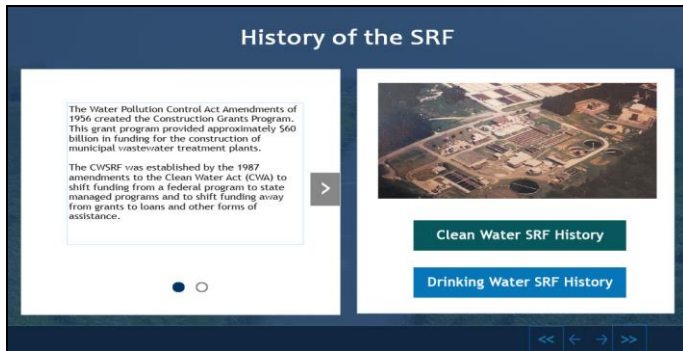 History of the SRF
The Water Pollution Control Act Amendments of
1956 created the Construction Grants Program.
This grant program provided approximately $60
billion in funding for the construction of
municipal wastewater treatment plants.
The CWSRF was established by the 1987
amendments to the Clean Water Act (CWA) to
shift funding from a federal program to state
managed programs and to shift funding away
from grants to loans and other forms of
assistance.
>
Clean Water SRF History
Drinking Water SRF History
<< ← → >>